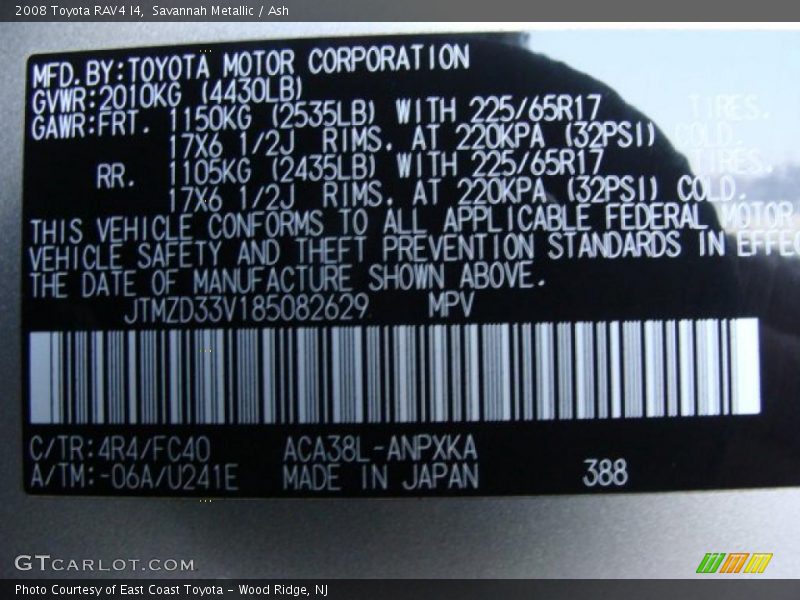 2008 Toyota RAV4 I4, Savannah Metallic / Ash
MFD.BY:TOYOTA MOTOR CORPORATION
GVWR:2010KG (4430LB)
GAWR:FRT. 1150KG (2535LB) WITH 225/65R17 TIRES.
17X6 1/2J RIMS. AT 220KPA (32PSI) COLD.
RR. 1105KG (2435LB) WITH 225/65R17 TIRES.
17X6 1/2J RIMS. AT 220KPA (32PSI) COLD.
THIS VEHICLE CONFORMS TO ALL APPLICABLE FEDERAL MOTOR
VEHICLE SAFETY AND THEFT PREVENTION STANDARDS IN EFFEC
THE DATE OF MANUFACTURE SHOWN ABOVE.
JTMZD33V185082629 MPV
C/TR:4R4/FC40 ACA38L-ANPXKA
A/TM:-06A/U241E MADE IN JAPAN 388
GTCARLOT.COM
Photo Courtesy of East Coast Toyota - Wood Ridge, NJ